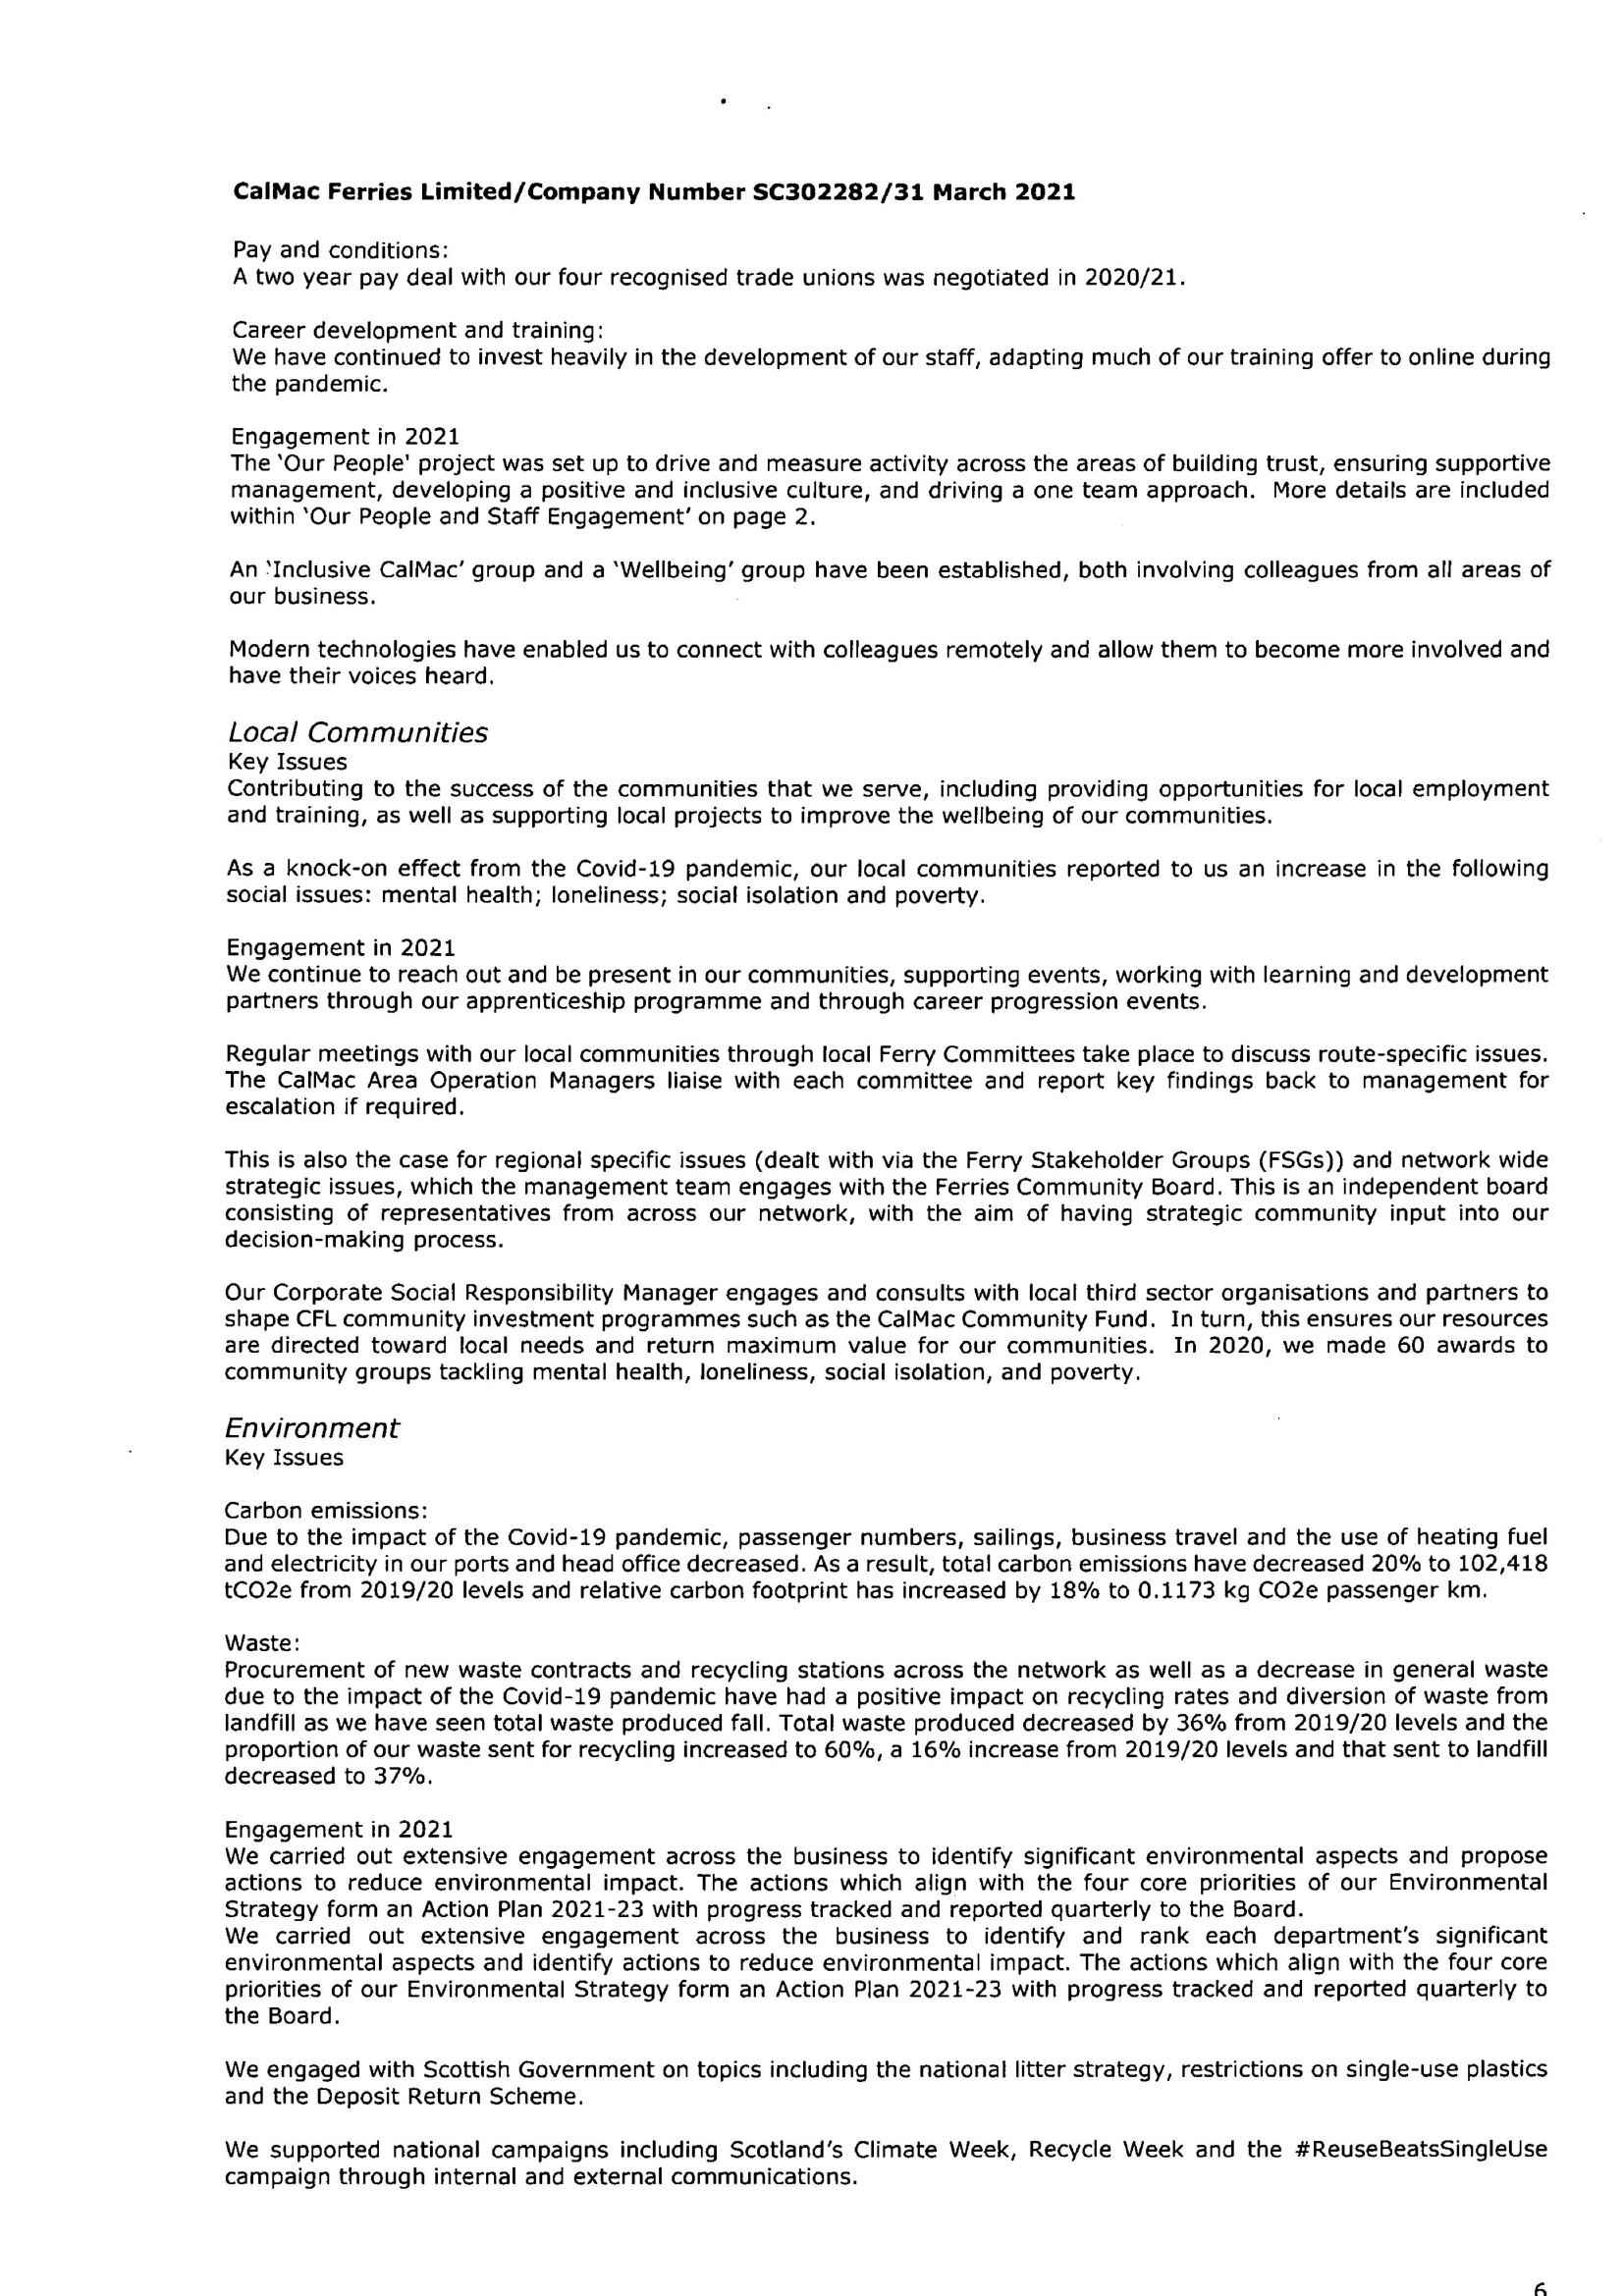 CalMac Ferries Limited/Company Number SC302282/31 March 2021
Pay and conditions:
A two year pay deal with our four recognised trade unions was negotiated in 2020/21.
Career development and training:
We have continued to invest heavily in the development of our staff, adapting much of our training offer to online during
the pandemic.
Engagement in 2021
The ‘Our People' project was set up to drive and measure activity across the areas of building trust, ensuring supportive
management, developing a positive and inclusive culture, and driving a one team approach. More details are included
within ‘Our People and Staff Engagement’ on page 2.
An ‘Inclusive CalMac’ group and a ‘Wellbeing’ group have been established, both involving colleagues from all areas of
our business.
Modern technologies have enabled us to connect with colleagues remotely and allow them to become more involved and
have their voices heard.
Local Communities
Key Issues
Contributing to the success of the communities that we serve, including providing opportunities for local employment
and training, as well as supporting local projects to improve the wellbeing of our communities.
As a knock-on effect from the Covid-19 pandemic, our local communities reported to us an increase in the following
social issues: mental health; loneliness; social isolation and poverty.
Engagement in 2021
We continue to reach out and be present in our communities, supporting events, working with learning and development
partners through our apprenticeship programme and through career progression events.
Regular meetings with our local communities through local Ferry Committees take place to discuss route-specific issues.
The CalMac Area Operation Managers liaise with each committee and report key findings back to management for
escalation if required.
This is also the case for regional specific issues (dealt with via the Ferry Stakeholder Groups (FSGs)) and network wide
strategic issues, which the management team engages with the Ferries Community Board. This is an independent board
consisting of representatives from across our network, with the aim of having strategic community input into our
decision-making process.
Our Corporate Social Responsibility Manager engages and consults with local third sector organisations and partners to
shape CFL community investment programmes such as the CalMac Community Fund. In turn, this ensures our resources
are directed toward local needs and return maximum value for our communities. In 2020, we made 60 awards to
community groups tackling mental health, loneliness, social isolation, and poverty.
Environment
Key Issues
Carbon emissions:
Due to the impact of the Covid-19 pandemic, passenger numbers, sailings, business travel and the use of heating fuel
and electricity in our ports and head office decreased. As a result, total carbon emissions have decreased 20% to 102,418
tCO2e from 2019/20 levels and relative carbon footprint has increased by 18% to 0.1173 kg CO2e passenger km.
Waste:
Procurement of new waste contracts and recycling stations across the network as well as a decrease in general waste
due to the impact of the Covid-19 pandemic have had a positive impact on recycling rates and diversion of waste from
landfill as we have seen total waste produced fall. Total waste produced decreased by 36% from 2019/20 levels and the
proportion of our waste sent for recycling increased to 60%, a 16% increase from 2019/20 levels and that sent to landfill
decreased to 37%.
Engagement in 2021
We carried out extensive engagement across the business to identify significant environmental aspects and propose
actions to reduce environmental impact. The actions which align with the four core priorities of our Environmental
Strategy form an Action Plan 2021-23 with progress tracked and reported quarterly to the Board.
We carried out extensive engagement across the business to identify and rank each department’s significant
environmental aspects and identify actions to reduce environmental impact. The actions which align with the four core
priorities of our Environmental Strategy form an Action Plan 2021-23 with progress tracked and reported quarterly to
the Board.
We engaged with Scottish Government on topics including the national litter strategy, restrictions on single-use plastics
and the Deposit Return Scheme.
We supported national campaigns including Scotland’s Climate Week, Recycle Week and the #ReuseBeatsSingleUse
campaign through internal and external communications.
6